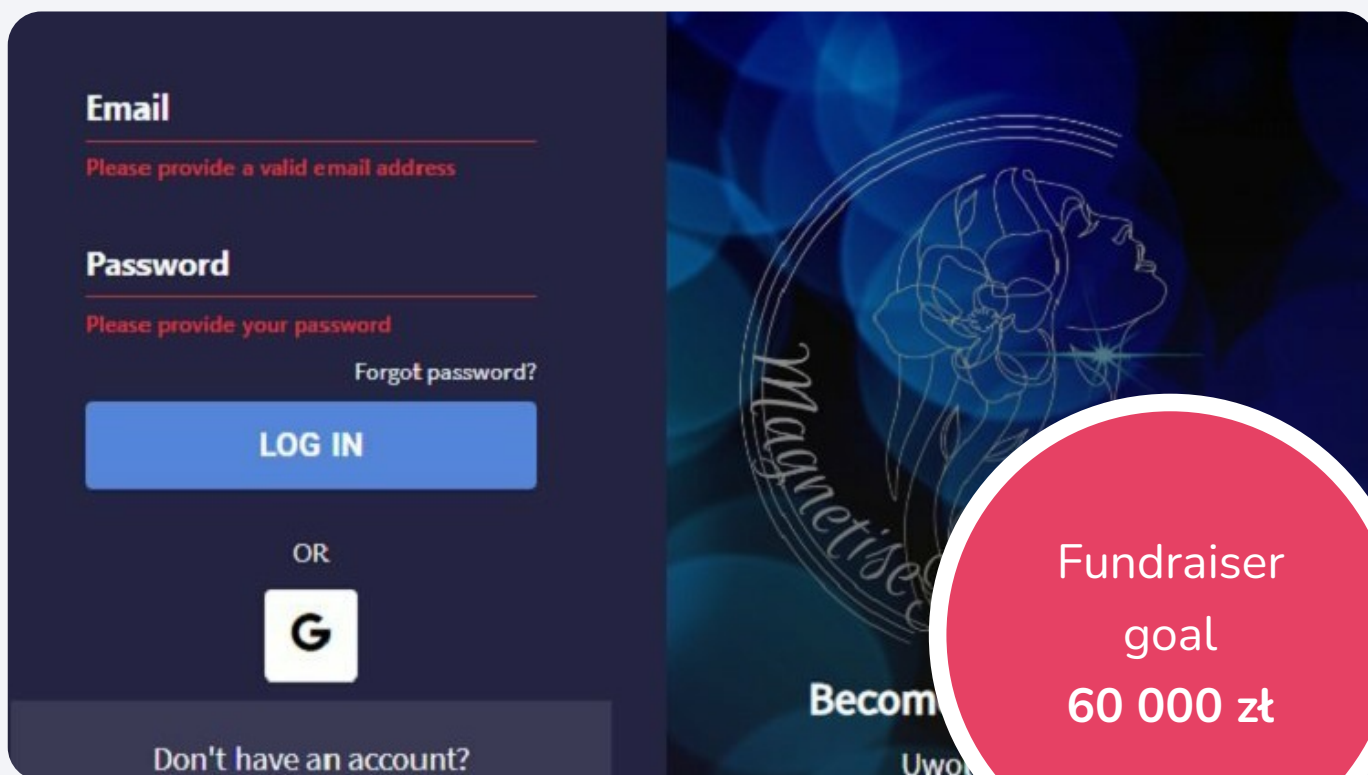 Email
Please provide a valid email address
Password
Please provide your password
Forgot password?
LOG IN
OR
G
Don't have an account?
Fundraiser
goal
60 000 zł